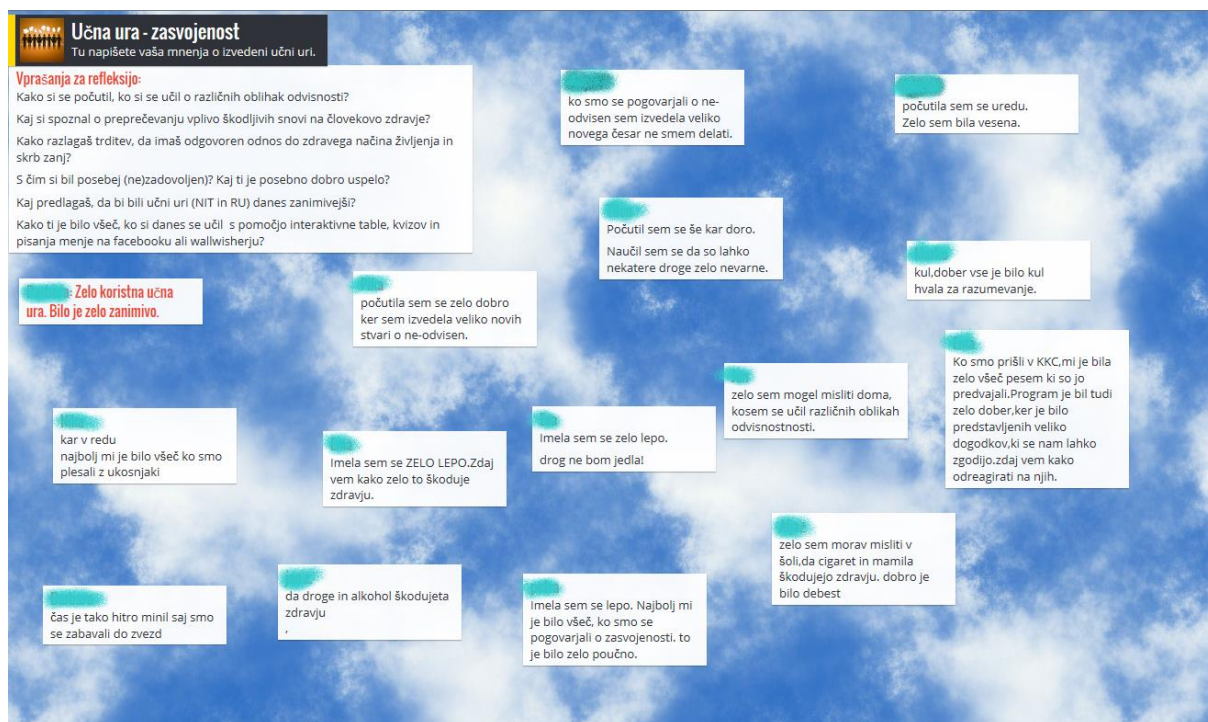 Učna ura - zasvojenost
Tu napišete vaša mnenja o izvedeni učni uri.
Vprašanja za refleksijo:
Kako si se počutil, ko si se učil o različnih oblihak odvisnosti?
Kaj si spoznal o preprečevanju vplivo škodljivih snovi na človekovo zdravje?
Kako razlagaš trditev, da imaš odgovoren odnos do zdravega načina življenja in
skrb zanj?
S čim si bil posebej (ne)zadovoljen)? Kaj ti je posebno dobro uspelo?
Kaj predlagaš, da bi bili učni uri (NIT in RU) danes zanimivejši?
Kako ti je bilo všeč, ko si danes se učil s pomočjo interaktivne table, kvizov in
pisanja menje na facebooku ali wallwisherju?
ko smo se pogovarjali o ne-
odvisen sem izvedela veliko
novega česar ne smem delati.
počutila sem se uredu.
Zelo sem bila vesena.
Počutil sem se še kar doro.
Naučil sem se da so lahko
nekatere droge zelo nevarne.
kul,dober vse je bilo kul
hvala za razumevanje.
: Zelo koristna učna
ura. Bilo je zelo zanimivo.
počutila sem se zelo dobro
ker sem izvedela veliko novih
stvari o ne-odvisen.
Ko smo prišli v KKC,mi je bila
zelo všeč pesem ki so jo
predvajali.Program je bil tudi
zelo dober,ker je bilo
predstavljenih veliko
dogodkov,ki se nam lahko
zgodijo.zdaj vem kako
odreagirati na njih.
zelo sem mogel misliti doma,
kosem se učil različnih oblikah
odvisnostnosti.
kar v redu
najbolj mi je bilo všeč ko smo
plesali z ukosnjaki
Imela sem se ZELO LEPO.Zdaj
vem kako zelo to škoduje
zdravju.
Imela sem se zelo lepo.
drog ne bom jedla!
zelo sem morav misliti v
šoli,da cigaret in mamila
škodujejo zdravju. dobro je
bilo debest
čas je tako hitro minil saj smo
se zabavali do zvezd
da droge in alkohol škodujeta
zdravju
,
Imela sem se lepo. Najbolj mi
je bilo všeč, ko smo se
pogovarjali o zasvojenosti. to
je bilo zelo poučno.